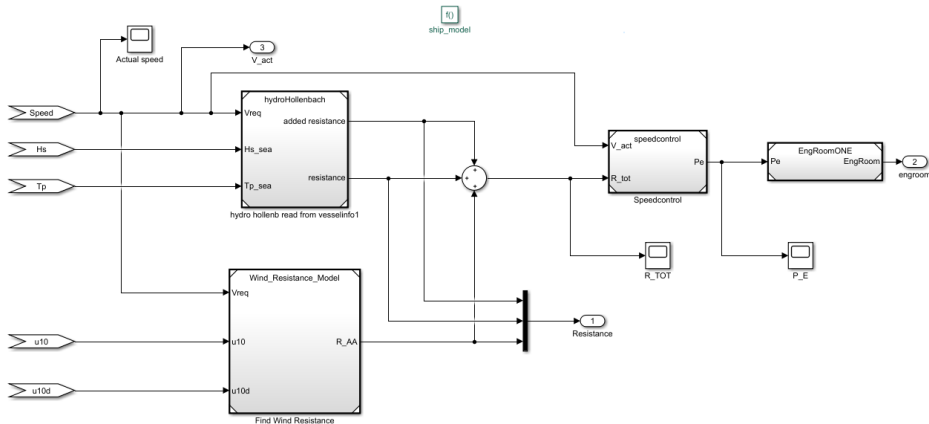 f()
ship_model
Actual speed
3
V_act
Speed
Hs
Tp
u10
u10d
hydroHollenbach
Vreq
added resistance
Hs_sea
resistance
Tp_sea
hydro hollenb read from vesselinfo1
+
+
+
speedcontrol
V_act
Pe
R_tot
Speedcontrol
EngRoomONE
Pe
EngRoom
2
engroom
R_TOT
P_E
Wind_Resistance_Model
Vreq
u10
R_AA
u10d
Find Wind Resistance
1
Resistance